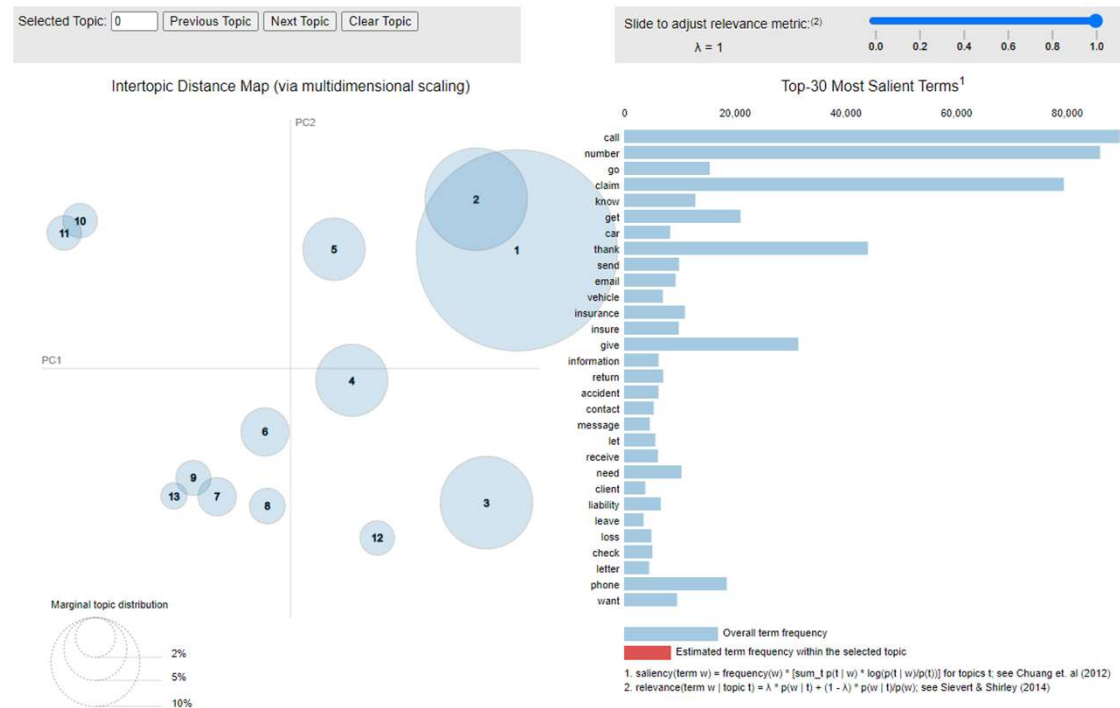 Selected Topic: 0 Previous Topic Next Topic Clear Topic
Slide to adjust relevance metric:(2)
λ = 1
0.0 0.2 0.4 0.6 0.8 1.0
Intertopic Distance Map (via multidimensional scaling)
PC2
PC1
1
2
3
4
5
6
7
8
9
10
11
12
13
Marginal topic distribution
2%
5%
10%
Top-30 Most Salient Terms1
0 20,000 40,000 60,000 80,000
call
number
go
claim
know
get
car
thank
send
email
vehicle
insurance
insure
give
information
return
accident
contact
message
let
receive
need
client
liability
leave
loss
check
letter
phone
want
Overall term frequency
Estimated term frequency within the selected topic
1. saliency(term w) = frequency(w) * [sum_t p(t | w) * log(p(t | w)/p(t))] for topics t; see Chuang et. al (2012)
2. relevance(term w | topic t) = λ * p(w | t) + (1 - λ) * p(w | t)/p(w); see Sievert & Shirley (2014)